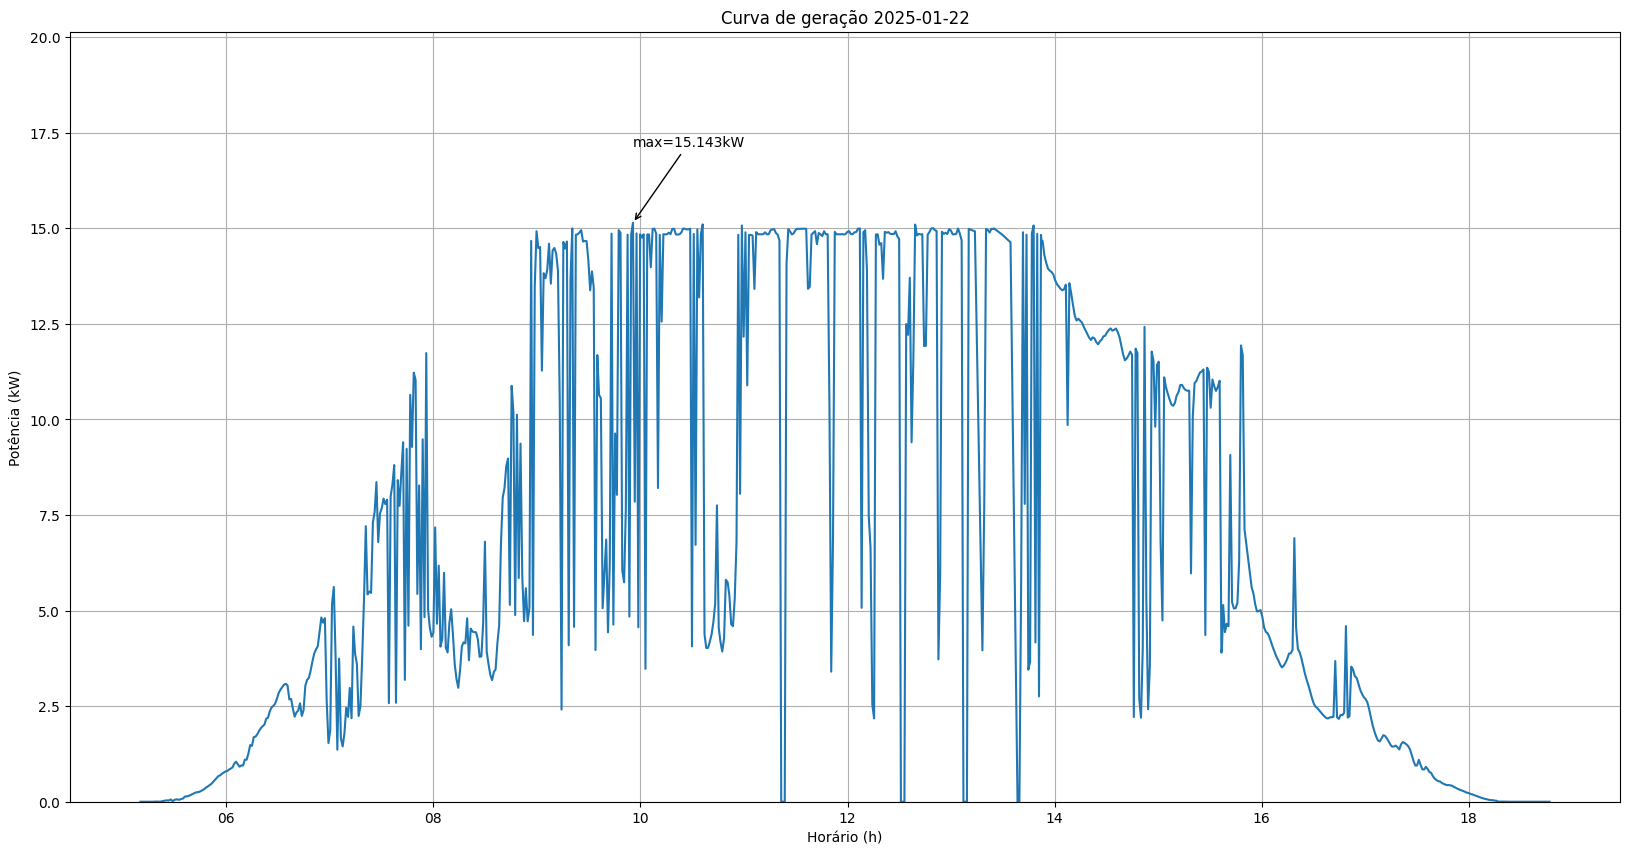 Curva de geração 2025-01-22
20.0
17.5
max=15.143kW
15.0
12.5
10.0
Potência (kW)
7.5
5.0
2.5
0.0
06 08 10 12 14 16 18
Horário (h)